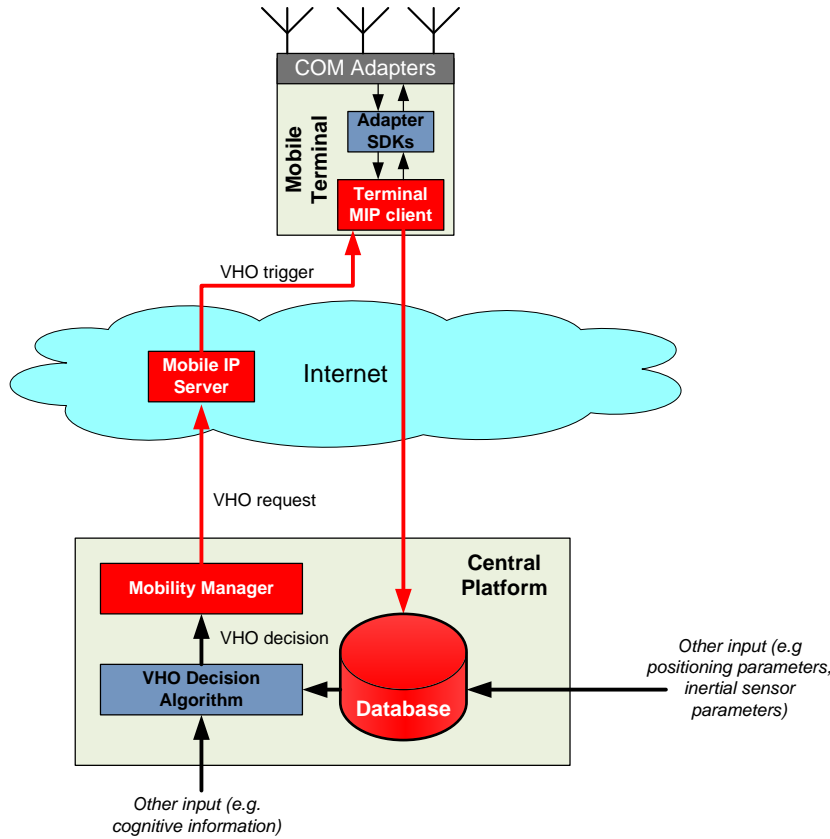 COM Adapters
Adapter
SDKs
Mobile
Terminal
Terminal
MIP client
VHO trigger
Mobile IP
Server
Internet
VHO request
Central
Platform
Mobility Manager
VHO decision
VHO Decision
Algorithm
Database
Other input (e.g
positioning parameters,
inertial sensor
parameters)
Other input (e.g.
cognitive information)